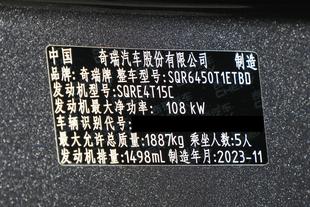 中国 奇瑞汽车股份有限公司 制造
品牌:奇瑞牌 整车型号:SQR6450T1ETBD
发动机型号:SQRE4T15C
发动机最大净功率: 108 kW
车辆识别代号:
最大允许总质量:1887kg 乘坐人数:5人
发动机排量:1498mL 制造年月:2023-11